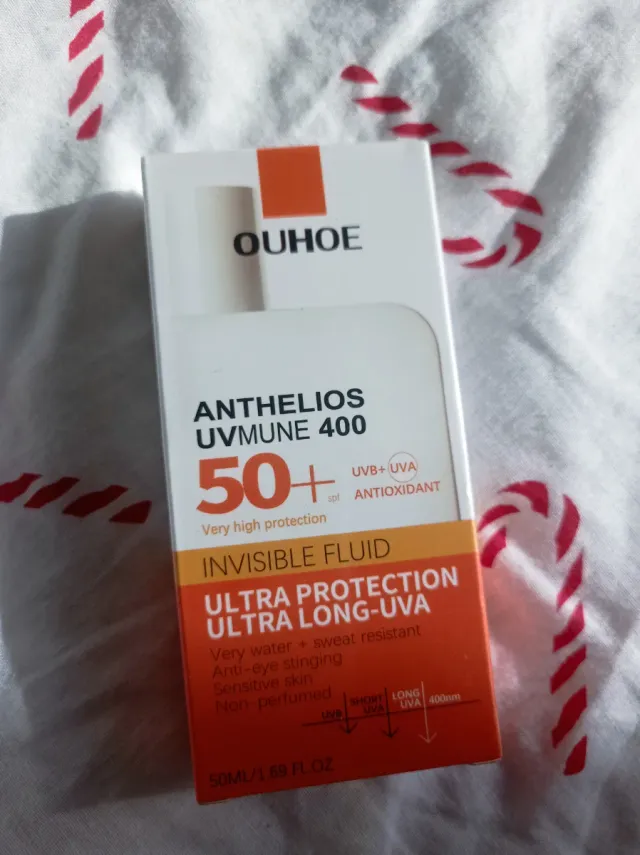 OUHOE
ANTHELIOS
UVMUNE 400
50+ spf
UVB+ UVA
ANTIOXIDANT
Very high protection
INVISIBLE FLUID
ULTRA PROTECTION
ULTRA LONG-UVA
Very water + sweat resistant
Anti-eye stinging
Sensitive skin
Non-perfumed
UVB
SHORT UVA
LONG UVA
400nm
50ML/1.69 FL.OZ